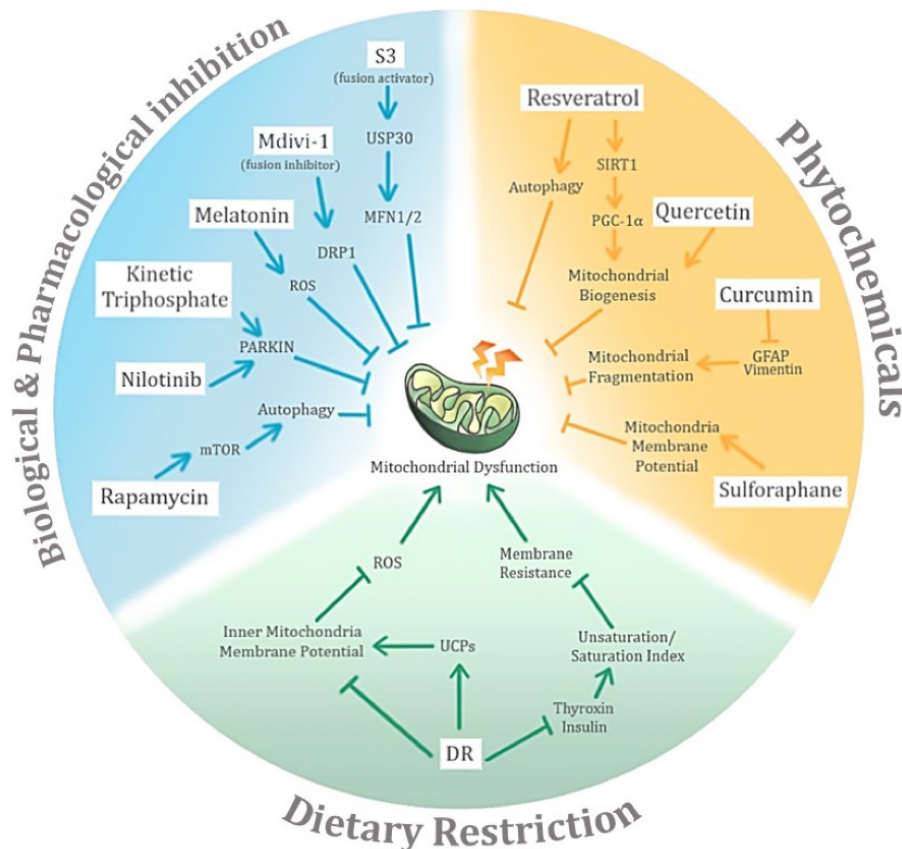 Biological & Pharmacological inhibition
S3
(fusion activator)
USP30
MFN1/2
Mdivi-1
(fusion inhibitor)
DRP1
Melatonin
ROS
Kinetic
Triphosphate
PARKIN
Nilotinib
Autophagy
mTOR
Rapamycin
Phytochemicals
Resveratrol
SIRT1
Autophagy
PGC-1α
Quercetin
Mitochondrial
Biogenesis
Curcumin
GFAP
Vimentin
Mitochondrial
Fragmentation
Mitochondria
Membrane
Potential
Sulforaphane
Mitochondrial Dysfunction
ROS
Membrane
Resistance
Inner Mitochondria
Membrane Potential
UCPs
Unsaturation/
Saturation Index
Thyroxin
Insulin
DR
Dietary Restriction